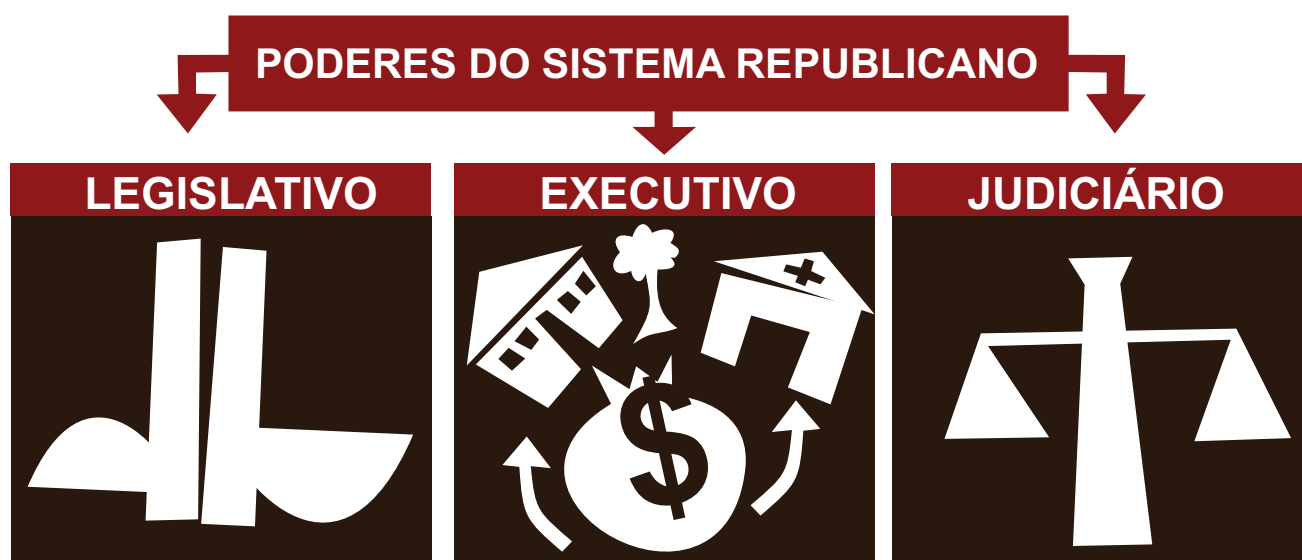 PODERES DO SISTEMA REPUBLICANO
LEGISLATIVO
EXECUTIVO
JUDICIÁRIO
$